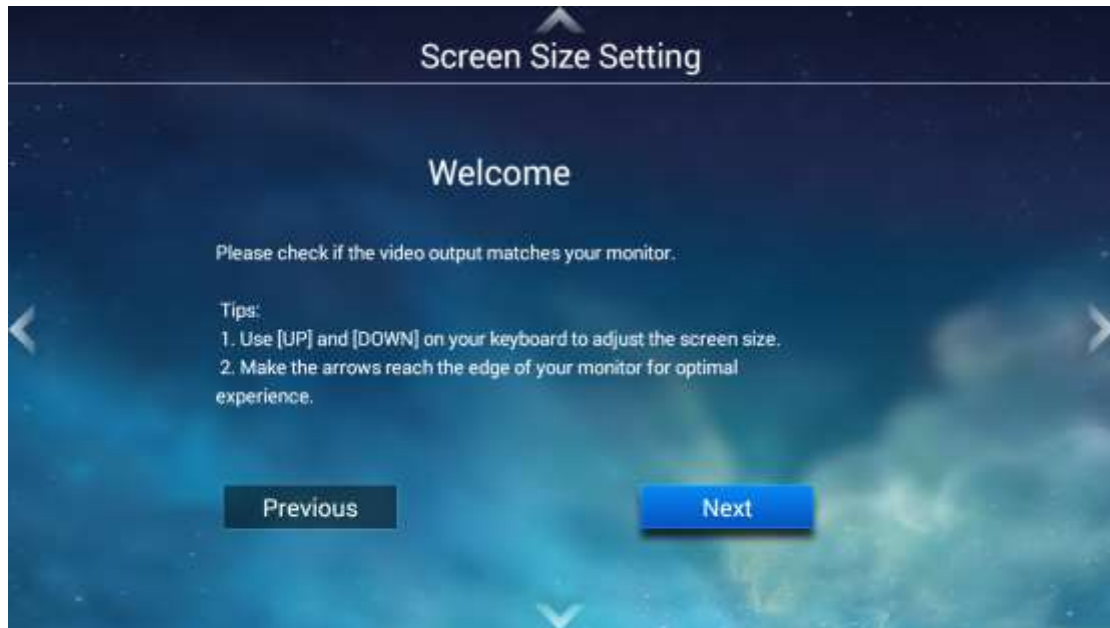 Screen Size Setting
Welcome
Please check if the video output matches your monitor.
Tips:
1. Use [UP] and [DOWN] on your keyboard to adjust the screen size.
2. Make the arrows reach the edge of your monitor for optimal
experience.
Previous
Next